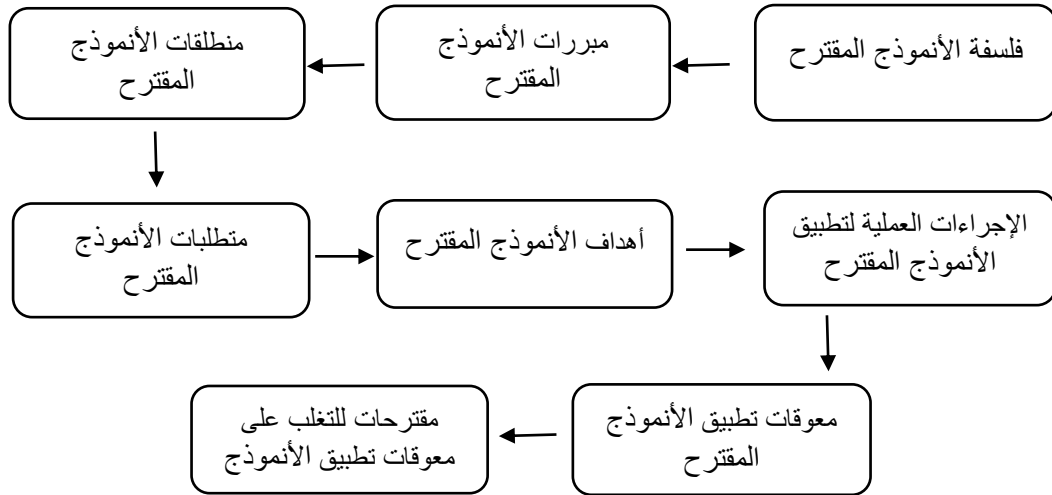 فلسفة الأنموذج المقترح
مبررات الأنموذج
المقترح
منطلقات الأنموذج
المقترح
متطلبات الأنموذج
المقترح
أهداف الأنموذج المقترح
الإجراءات العملية لتطبيق
الأنموذج المقترح
معوقات تطبيق الأنموذج
المقترح
مقترحات للتغلب على
معوقات تطبيق الأنموذج